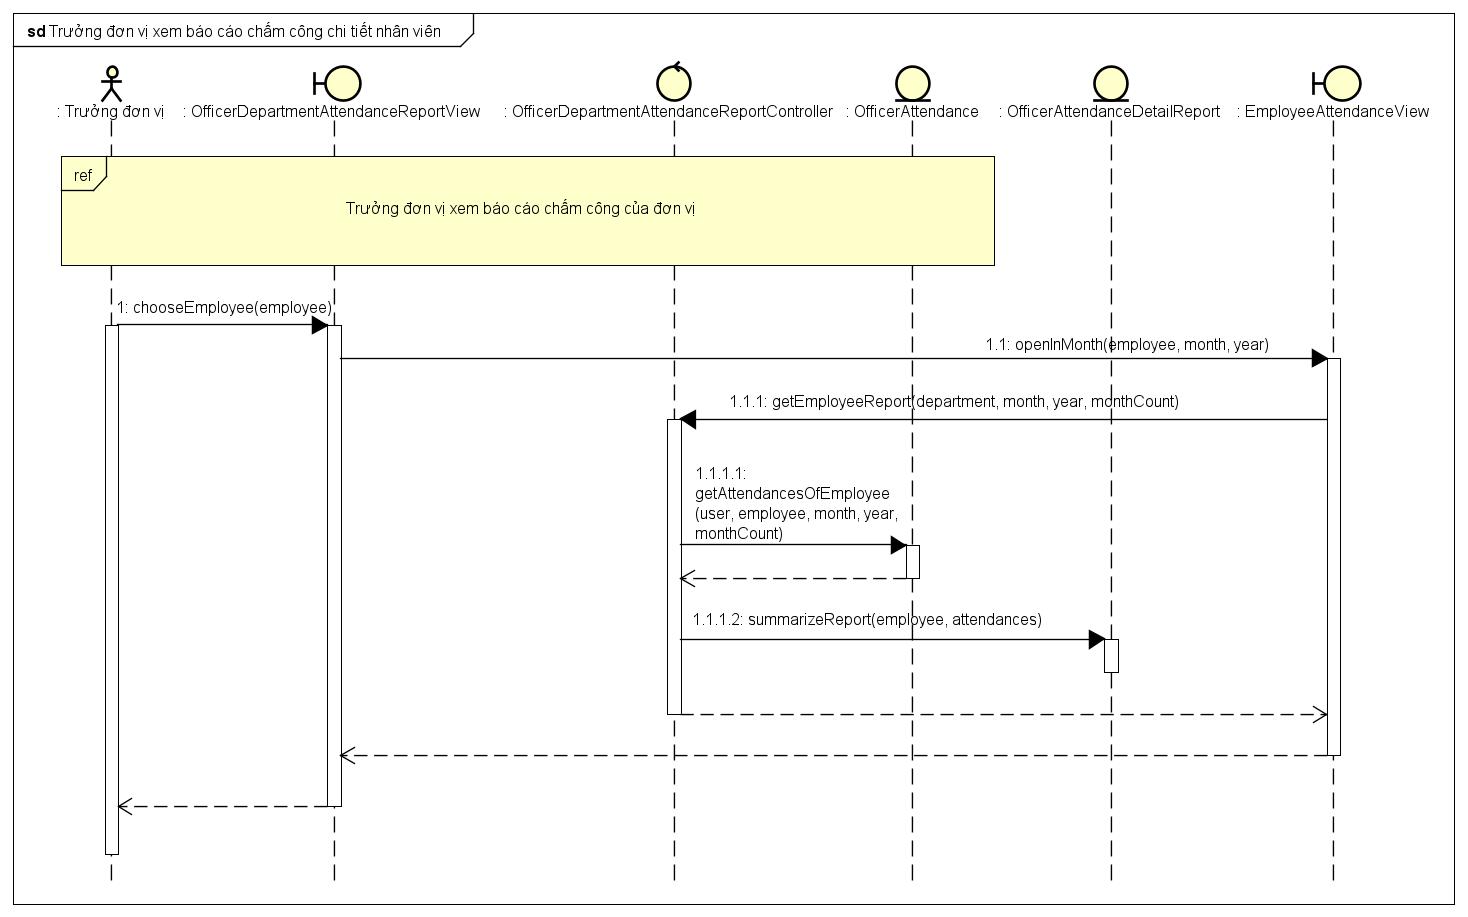 sd Trưởng đơn vị xem báo cáo chấm công chi tiết nhân viên
: Trưởng đơn vị
: OfficerDepartmentAttendanceReportView
: OfficerDepartmentAttendanceReportController
: OfficerAttendance
: OfficerAttendanceDetailReport
: EmployeeAttendanceView
ref
Trưởng đơn vị xem báo cáo chấm công của đơn vị
1: chooseEmployee(employee)
1.1: openInMonth(employee, month, year)
1.1.1: getEmployeeReport(department, month, year, monthCount)
1.1.1.1:
getAttendancesOfEmployee
(user, employee, month, year,
monthCount)
1.1.1.2: summarizeReport(employee, attendances)